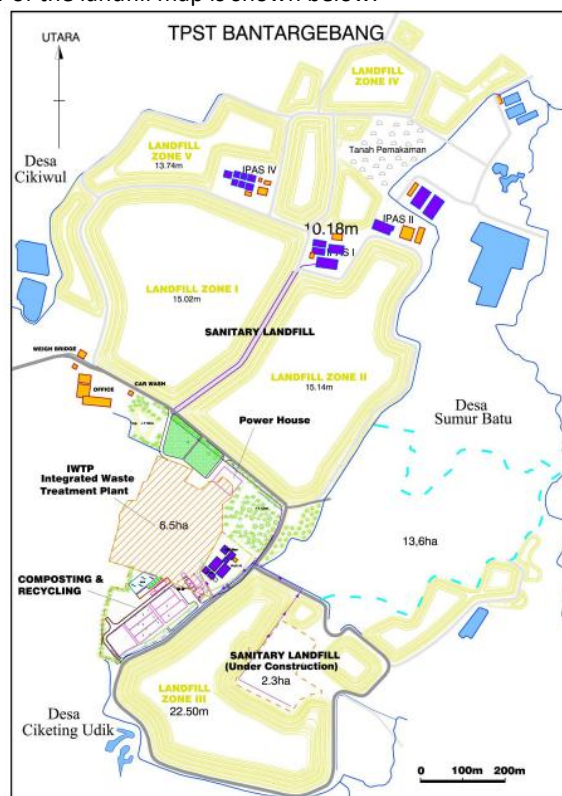 of the landfill map is shown below:
UTARA
TPST BANTARGEBANG
LANDFILL
ZONE IV
LANDFILL
ZONE V
13.74m
Tanah Pemakaman
Desa
Cikiwul
IPAS IV
IPAS II
10.18m
IPAS I
LANDFILL ZONE I
15.02m
SANITARY LANDFILL
WEIGH BRIDGE
OFFICE
CAR WASH
LANDFILL ZONE II
15.14m
Desa
Sumur Batu
Power House
IWTP
Integrated Waste
Treatment Plant
6.5ha
13,6ha
COMPOSTING &
RECYCLING
SANITARY LANDFILL
(Under Construction)
2.3ha
LANDFILL
ZONE III
22.50m
Desa
Ciketing Udik
0 100m 200m